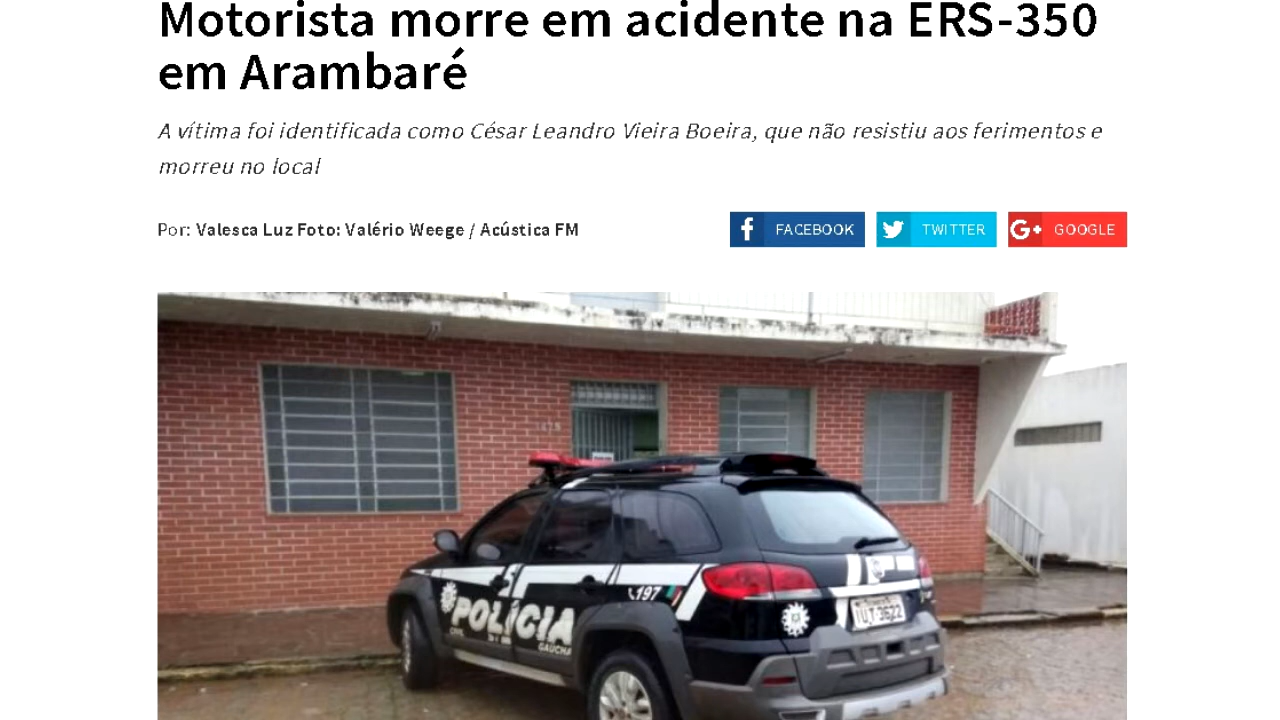 Motorista morre em acidente na ERS-350
em Arambaré
A vítima foi identificada como César Leandro Vieira Boeira, que não resistiu aos ferimentos e
morreu no local
Por: Valesca Luz Foto: Valério Weege / Acústica FM
FACEBOOK
TWITTER
GOOGLE
197
POLÍCIA
CIVIL
GAÚCHA